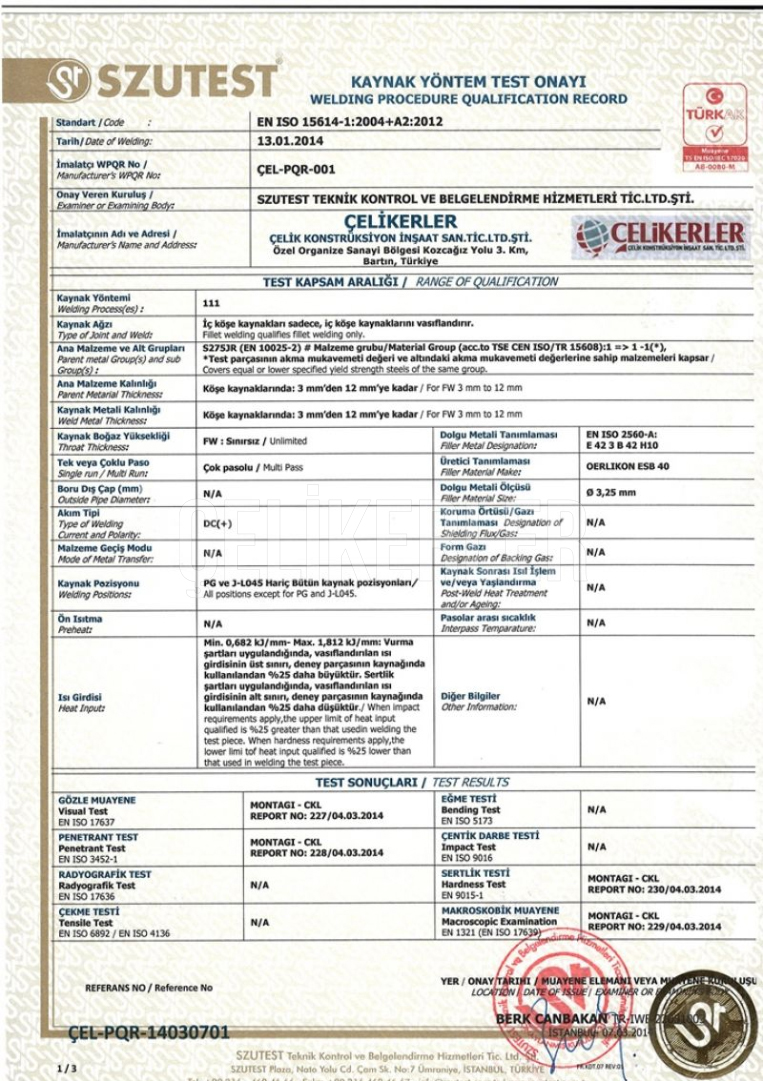 SZUTEST
KAYNAK YÖNTEM TEST ONAYI
WELDING PROCEDURE QUALIFICATION RECORD
TÜRKAK
Muayene
TS EN ISO/IEC 17020
AB-0080-M
Standart /Code :
EN ISO 15614-1:2004+A2:2012
Tarih/Date of Welding:
13.01.2014
İmalatçı WPQR No /
Manufacturer's WPQR No:
ÇEL-PQR-001
Onay Veren Kuruluş /
Examiner or Examining Body:
SZUTEST TEKNİK KONTROL VE BELGELENDİRME HİZMETLERİ TİC.LTD.ŞTİ.
İmalatçının Adı ve Adresi /
Manufacturer's Name and Address:
ÇELİKERLER
ÇELİK KONSTRÜKSİYON İNŞAAT SAN.TİC.LTD.ŞTİ.
Özel Organize Sanayi Bölgesi Kozcağız Yolu 3. Km,
Bartın, Türkiye
ÇELİKERLER
ÇELİK KONSTRÜKSİYON İNŞAAT SAN. TİC. LTD. ŞTİ.
TEST KAPSAM ARALIĞI / RANGE OF QUALIFICATION
Kaynak Yöntemi
Welding Process(es) :
111
Kaynak Ağzı
Type of Joint and Weld:
İç köşe kaynakları sadece, iç köşe kaynaklarını vasıflandırır.
Fillet welding qualifies fillet welding only.
Ana Malzeme ve Alt Grupları
Parent metal Group(s) and sub
Group(s) :
S275JR (EN 10025-2) # Malzeme grubu/Material Group (acc.to TSE CEN ISO/TR 15608):1 => 1 -1(*),
*Test parçasının akma mukavemeti değeri ve altındaki akma mukavemeti değerlerine sahip malzemeleri kapsar /
Covers equal or lower specified yield strength steels of the same group.
Ana Malzeme Kalınlığı
Parent Metarial Thickness:
Köşe kaynaklarında: 3 mm'den 12 mm'ye kadar / For FW 3 mm to 12 mm
Kaynak Metali Kalınlığı
Weld Metal Thickness:
Köşe kaynaklarında: 3 mm'den 12 mm'ye kadar / For FW 3 mm to 12 mm
Kaynak Boğaz Yüksekliği
Throat Thickness:
FW : Sınırsız / Unlimited
Dolgu Metali Tanımlaması
Filler Metal Designation:
EN ISO 2560-A:
E 42 3 B 42 H10
Tek veya Çoklu Paso
Single run / Multi Run:
Çok pasolu / Multi Pass
Üretici Tanımlaması
Filler Material Make:
OERLIKON ESB 40
Boru Dış Çap (mm)
Outside Pipe Diameter:
N/A
Dolgu Metali Ölçüsü
Filler Material Size:
Ø 3,25 mm
Akım Tipi
Type of Welding
Current and Polarity:
DC(+)
Koruma Örtüsü/Gazı
Tanımlaması Designation of
Shielding Flux/Gas:
N/A
Malzeme Geçiş Modu
Mode of Metal Transfer:
N/A
Form Gazı
Designation of Backing Gas:
N/A
Kaynak Pozisyonu
Welding Positions:
PG ve J-L045 Hariç Bütün kaynak pozisyonları/
All positions except for PG and J-L045.
Kaynak Sonrası Isıl İşlem
ve/veya Yaşlandırma
Post-Weld Heat Treatment
and/or Ageing:
N/A
Ön Isıtma
Preheat:
N/A
Pasolar arası sıcaklık
Interpass Temparature:
N/A
Isı Girdisi
Heat Input:
Min. 0,682 kJ/mm- Max. 1,812 kJ/mm: Vurma
şartları uygulandığında, vasıflandırılan ısı
girdisinin üst sınırı, deney parçasının kaynağında
kullanılandan %25 daha büyüktür. Sertlik
şartları uygulandığında, vasıflandırılan ısı
girdisinin alt sınırı, deney parçasının kaynağında
kullanılandan %25 daha düşüktür./ When impact
requirements apply,the upper limit of heat input
qualified is %25 greater than that usedin welding the
test piece. When hardness requirements apply,the
lower limi tof heat input qualified is %25 lower than
that used in welding the test piece.
Diğer Bilgiler
Other Information:
N/A
ÇELİKERLER
TEST SONUÇLARI / TEST RESULTS
GÖZLE MUAYENE
Visual Test
EN ISO 17637
MONTAGI - CKL
REPORT NO: 227/04.03.2014
EĞME TESTİ
Bending Test
EN ISO 5173
N/A
PENETRANT TEST
Penetrant Test
EN ISO 3452-1
MONTAGI - CKL
REPORT NO: 228/04.03.2014
ÇENTİK DARBE TESTİ
Impact Test
EN ISO 9016
N/A
RADYOGRAFİK TEST
Radyografik Test
EN ISO 17636
N/A
SERTLİK TESTİ
Hardness Test
EN 9015-1
MONTAGI - CKL
REPORT NO: 230/04.03.2014
ÇEKME TESTİ
Tensile Test
EN ISO 6892 / EN ISO 4136
N/A
MAKROSKOBİK MUAYENE
Macroscopic Examination
EN 1321 (EN ISO 17639)
MONTAGI - CKL
REPORT NO: 229/04.03.2014
REFERANS NO / Reference No
YER / ONAY TARIHI / MUAYENE ELEMANI VEYA MUAYENE KURULUŞU
LOCATION / DATE OF ISSUE/ EXAMINER OR
BERK CANBAKAN TR-IWE
İSTANBUL- 07.03.2014
ÇEL-PQR-14030701
1 / 3
SZUTEST Teknik Kontrol ve Belgelendirme Hizmetleri Tic. Ltd.
FR.KDT.07 REV:01
SZUTEST Plaza, Nato Yolu Cd. Çam Sk. No:7 Ümraniye, İSTANBUL, TÜRKİYE